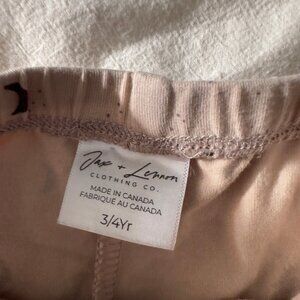 Jax + Lennon
CLOTHING CO.
MADE IN CANADA
FABRIQUÉ AU CANADA
3/4Yr